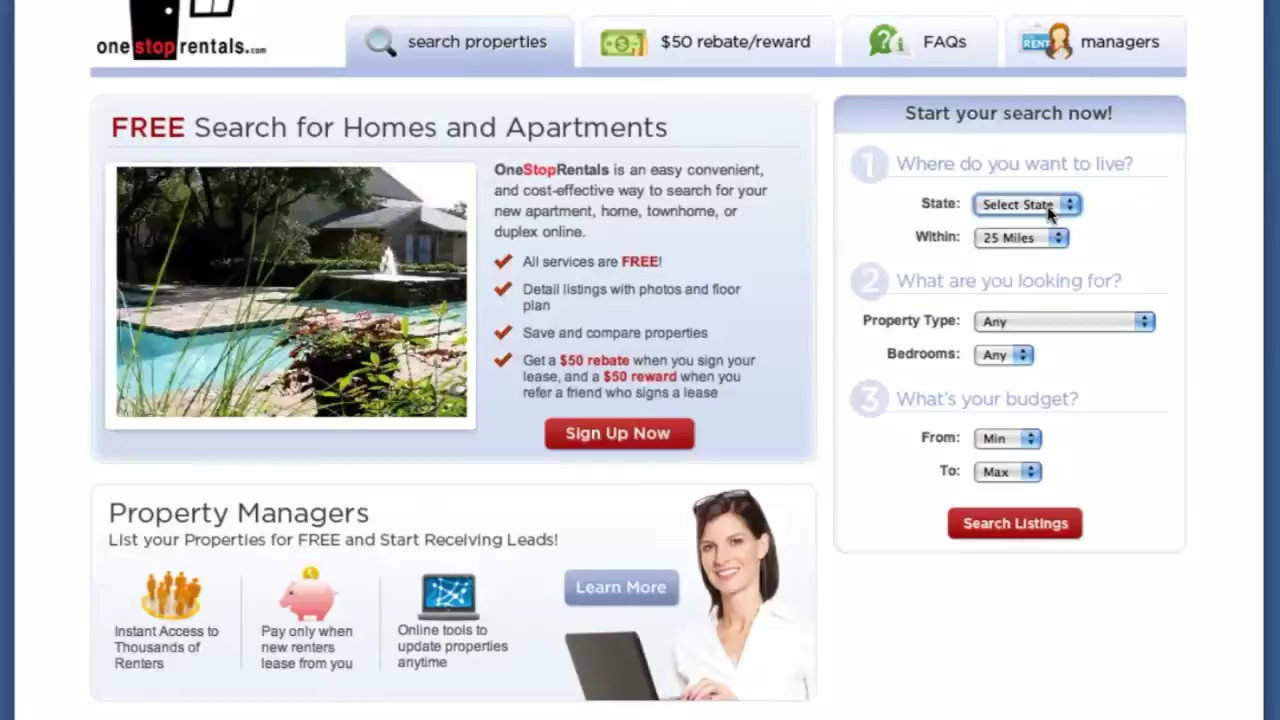 onestoprentals.com
search properties
$50 rebate/reward
FAQs
RENT
managers
FREE Search for Homes and Apartments
OneStopRentals is an easy convenient,
and cost-effective way to search for your
new apartment, home, townhome, or
duplex online.
All services are FREE!
Detail listings with photos and floor
plan
Save and compare properties
Get a $50 rebate when you sign your
lease, and a $50 reward when you
refer a friend who signs a lease
Sign Up Now
Start your search now!
1 Where do you want to live?
State: Select State
Within: 25 Miles
2 What are you looking for?
Property Type: Any
Bedrooms: Any
3 What's your budget?
From: Min
To: Max
Search Listings
Property Managers
List your Properties for FREE and Start Receiving Leads!
Instant Access to
Thousands of
Renters
Pay only when
new renters
lease from you
Online tools to
update properties
anytime
Learn More